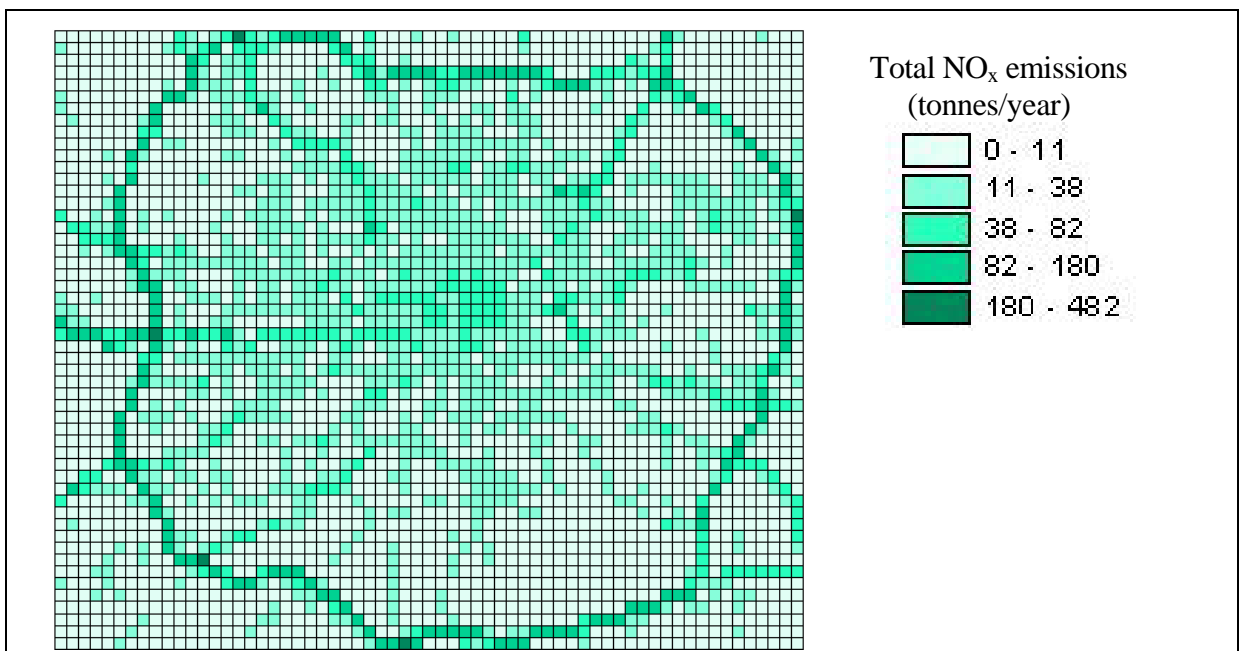 Total NOₓ emissions
(tonnes/year)
0 - 11
11 - 38
38 - 82
82 - 180
180 - 482